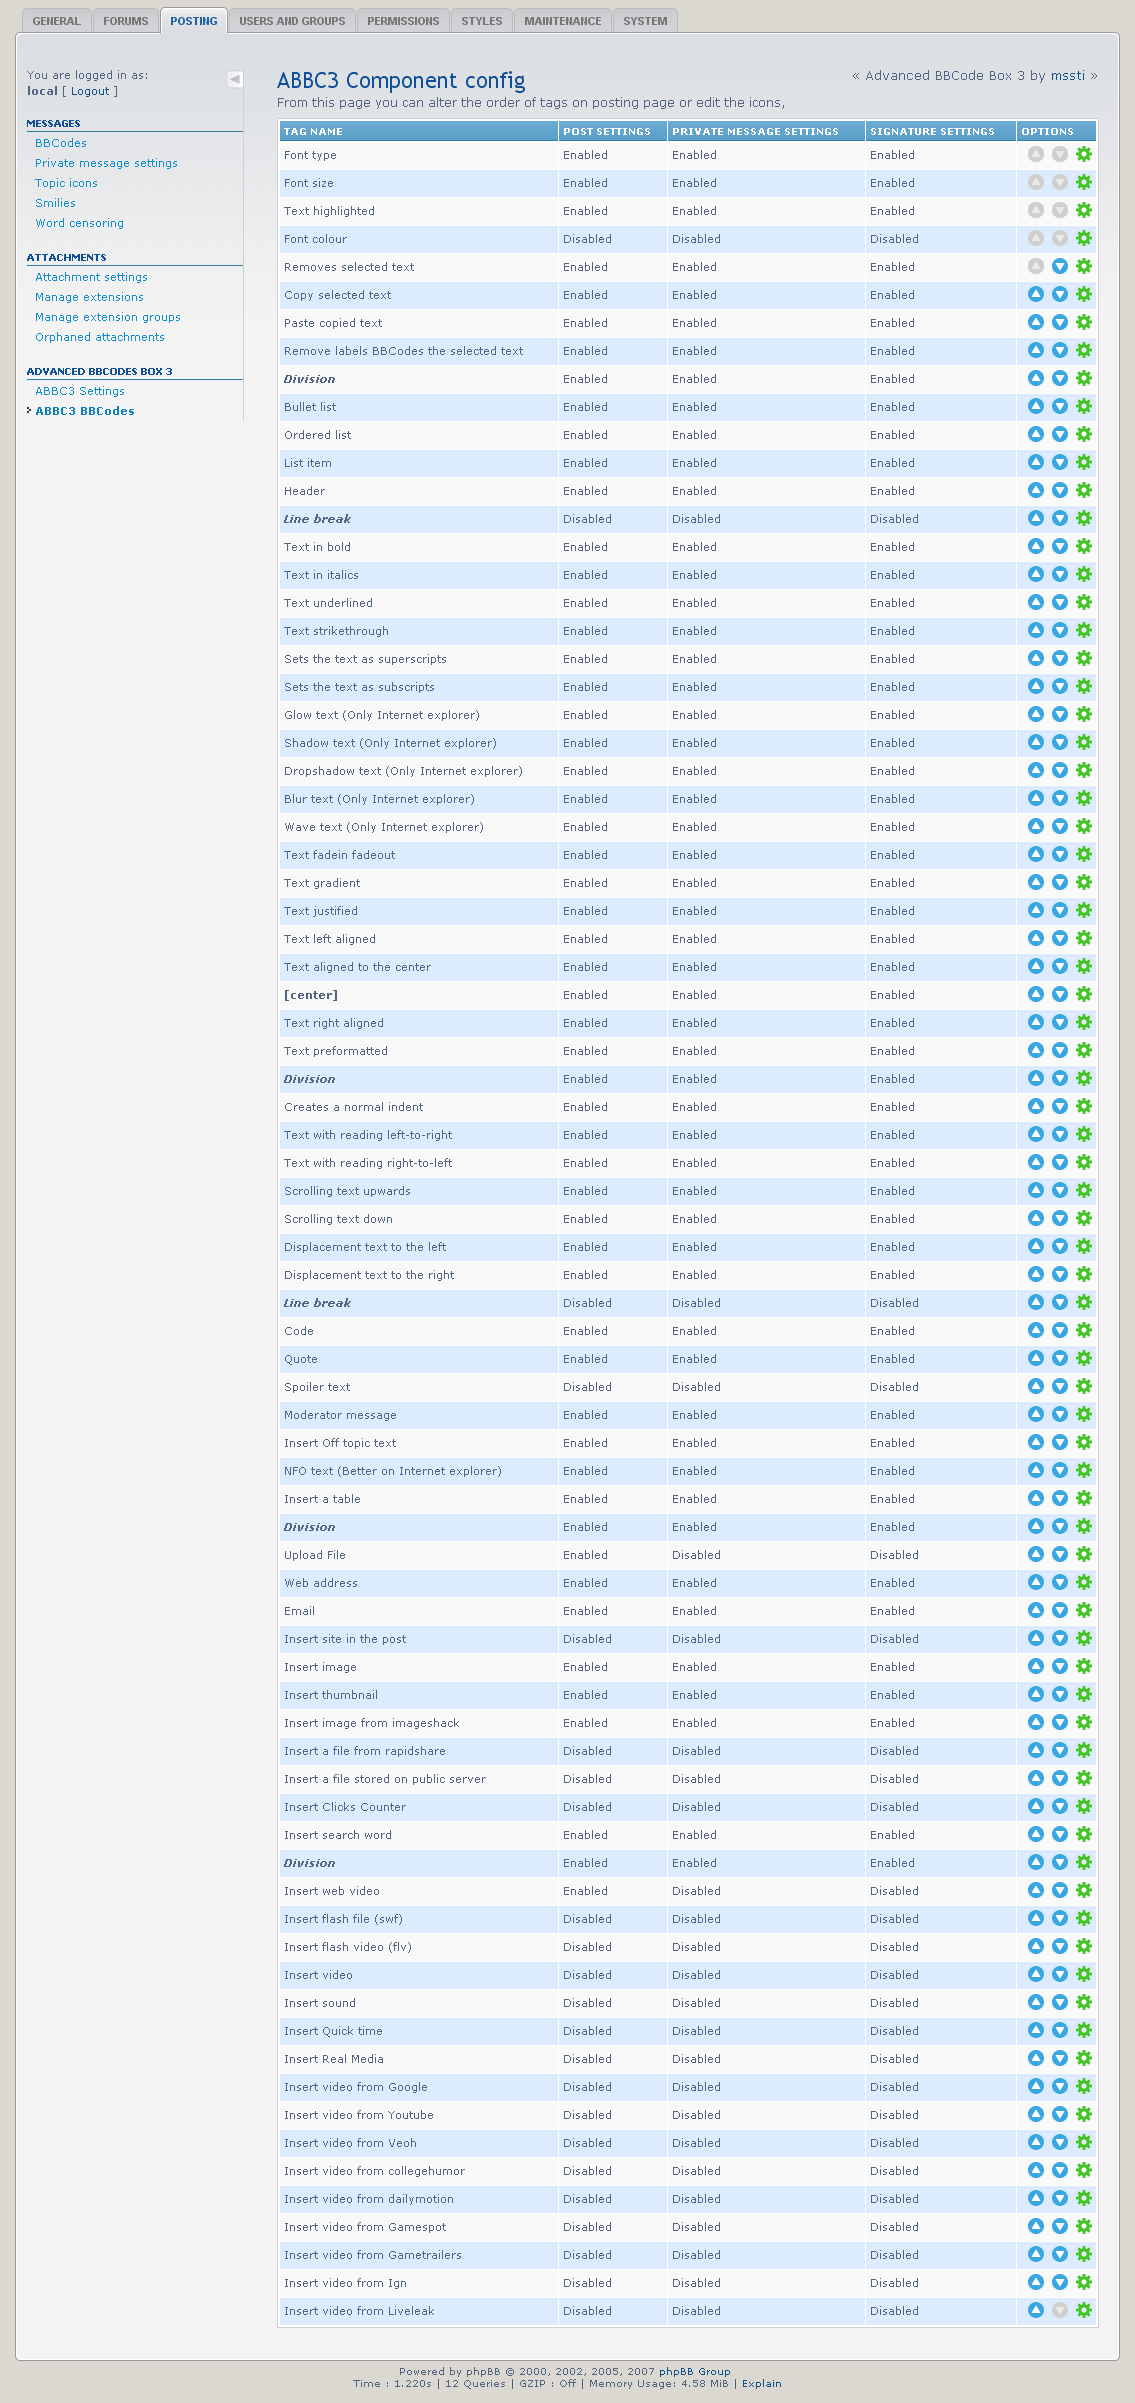 GENERAL FORUMS POSTING USERS AND GROUPS PERMISSIONS STYLES MAINTENANCE SYSTEM
You are logged in as:
local [ Logout ]
MESSAGES
BBCodes
Private message settings
Topic icons
Smilies
Word censoring
ATTACHMENTS
Attachment settings
Manage extensions
Manage extension groups
Orphaned attachments
ADVANCED BBCODES BOX 3
ABBC3 Settings
ABBC3 BBCodes
« Advanced BBCode Box 3 by mssti »
ABBC3 Component config
From this page you can alter the order of tags on posting page or edit the icons,
TAG NAME POST SETTINGS PRIVATE MESSAGE SETTINGS SIGNATURE SETTINGS OPTIONS
Font type Enabled Enabled Enabled
Font size Enabled Enabled Enabled
Text highlighted Enabled Enabled Enabled
Font colour Disabled Disabled Disabled
Removes selected text Enabled Enabled Enabled
Copy selected text Enabled Enabled Enabled
Paste copied text Enabled Enabled Enabled
Remove labels BBCodes the selected text Enabled Enabled Enabled
Division Enabled Enabled Enabled
Bullet list Enabled Enabled Enabled
Ordered list Enabled Enabled Enabled
List item Enabled Enabled Enabled
Header Enabled Enabled Enabled
Line break Disabled Disabled Disabled
Text in bold Enabled Enabled Enabled
Text in italics Enabled Enabled Enabled
Text underlined Enabled Enabled Enabled
Text strikethrough Enabled Enabled Enabled
Sets the text as superscripts Enabled Enabled Enabled
Sets the text as subscripts Enabled Enabled Enabled
Glow text (Only Internet explorer) Enabled Enabled Enabled
Shadow text (Only Internet explorer) Enabled Enabled Enabled
Dropshadow text (Only Internet explorer) Enabled Enabled Enabled
Blur text (Only Internet explorer) Enabled Enabled Enabled
Wave text (Only Internet explorer) Enabled Enabled Enabled
Text fadein fadeout Enabled Enabled Enabled
Text gradient Enabled Enabled Enabled
Text justified Enabled Enabled Enabled
Text left aligned Enabled Enabled Enabled
Text aligned to the center Enabled Enabled Enabled
[center] Enabled Enabled Enabled
Text right aligned Enabled Enabled Enabled
Text preformatted Enabled Enabled Enabled
Division Enabled Enabled Enabled
Creates a normal indent Enabled Enabled Enabled
Text with reading left-to-right Enabled Enabled Enabled
Text with reading right-to-left Enabled Enabled Enabled
Scrolling text upwards Enabled Enabled Enabled
Scrolling text down Enabled Enabled Enabled
Displacement text to the left Enabled Enabled Enabled
Displacement text to the right Enabled Enabled Enabled
Line break Disabled Disabled Disabled
Code Enabled Enabled Enabled
Quote Enabled Enabled Enabled
Spoiler text Disabled Disabled Disabled
Moderator message Enabled Enabled Enabled
Insert Off topic text Enabled Enabled Enabled
NFO text (Better on Internet explorer) Enabled Enabled Enabled
Insert a table Enabled Enabled Enabled
Division Enabled Enabled Enabled
Upload File Enabled Disabled Disabled
Web address Enabled Enabled Enabled
Email Enabled Enabled Enabled
Insert site in the post Disabled Disabled Disabled
Insert image Enabled Enabled Enabled
Insert thumbnail Enabled Enabled Enabled
Insert image from imageshack Enabled Enabled Enabled
Insert a file from rapidshare Disabled Disabled Disabled
Insert a file stored on public server Disabled Disabled Disabled
Insert Clicks Counter Disabled Disabled Disabled
Insert search word Enabled Enabled Enabled
Division Enabled Enabled Enabled
Insert web video Enabled Disabled Disabled
Insert flash file (swf) Disabled Disabled Disabled
Insert flash video (flv) Disabled Disabled Disabled
Insert video Disabled Disabled Disabled
Insert sound Disabled Disabled Disabled
Insert Quick time Disabled Disabled Disabled
Insert Real Media Disabled Disabled Disabled
Insert video from Google Disabled Disabled Disabled
Insert video from Youtube Disabled Disabled Disabled
Insert video from Veoh Disabled Disabled Disabled
Insert video from collegehumor Disabled Disabled Disabled
Insert video from dailymotion Disabled Disabled Disabled
Insert video from Gamespot Disabled Disabled Disabled
Insert video from Gametrailers Disabled Disabled Disabled
Insert video from Ign Disabled Disabled Disabled
Insert video from Liveleak Disabled Disabled Disabled
Powered by phpBB © 2000, 2002, 2005, 2007 phpBB Group
Time : 1.220s | 12 Queries | GZIP : Off | Memory Usage: 4.58 MiB | Explain